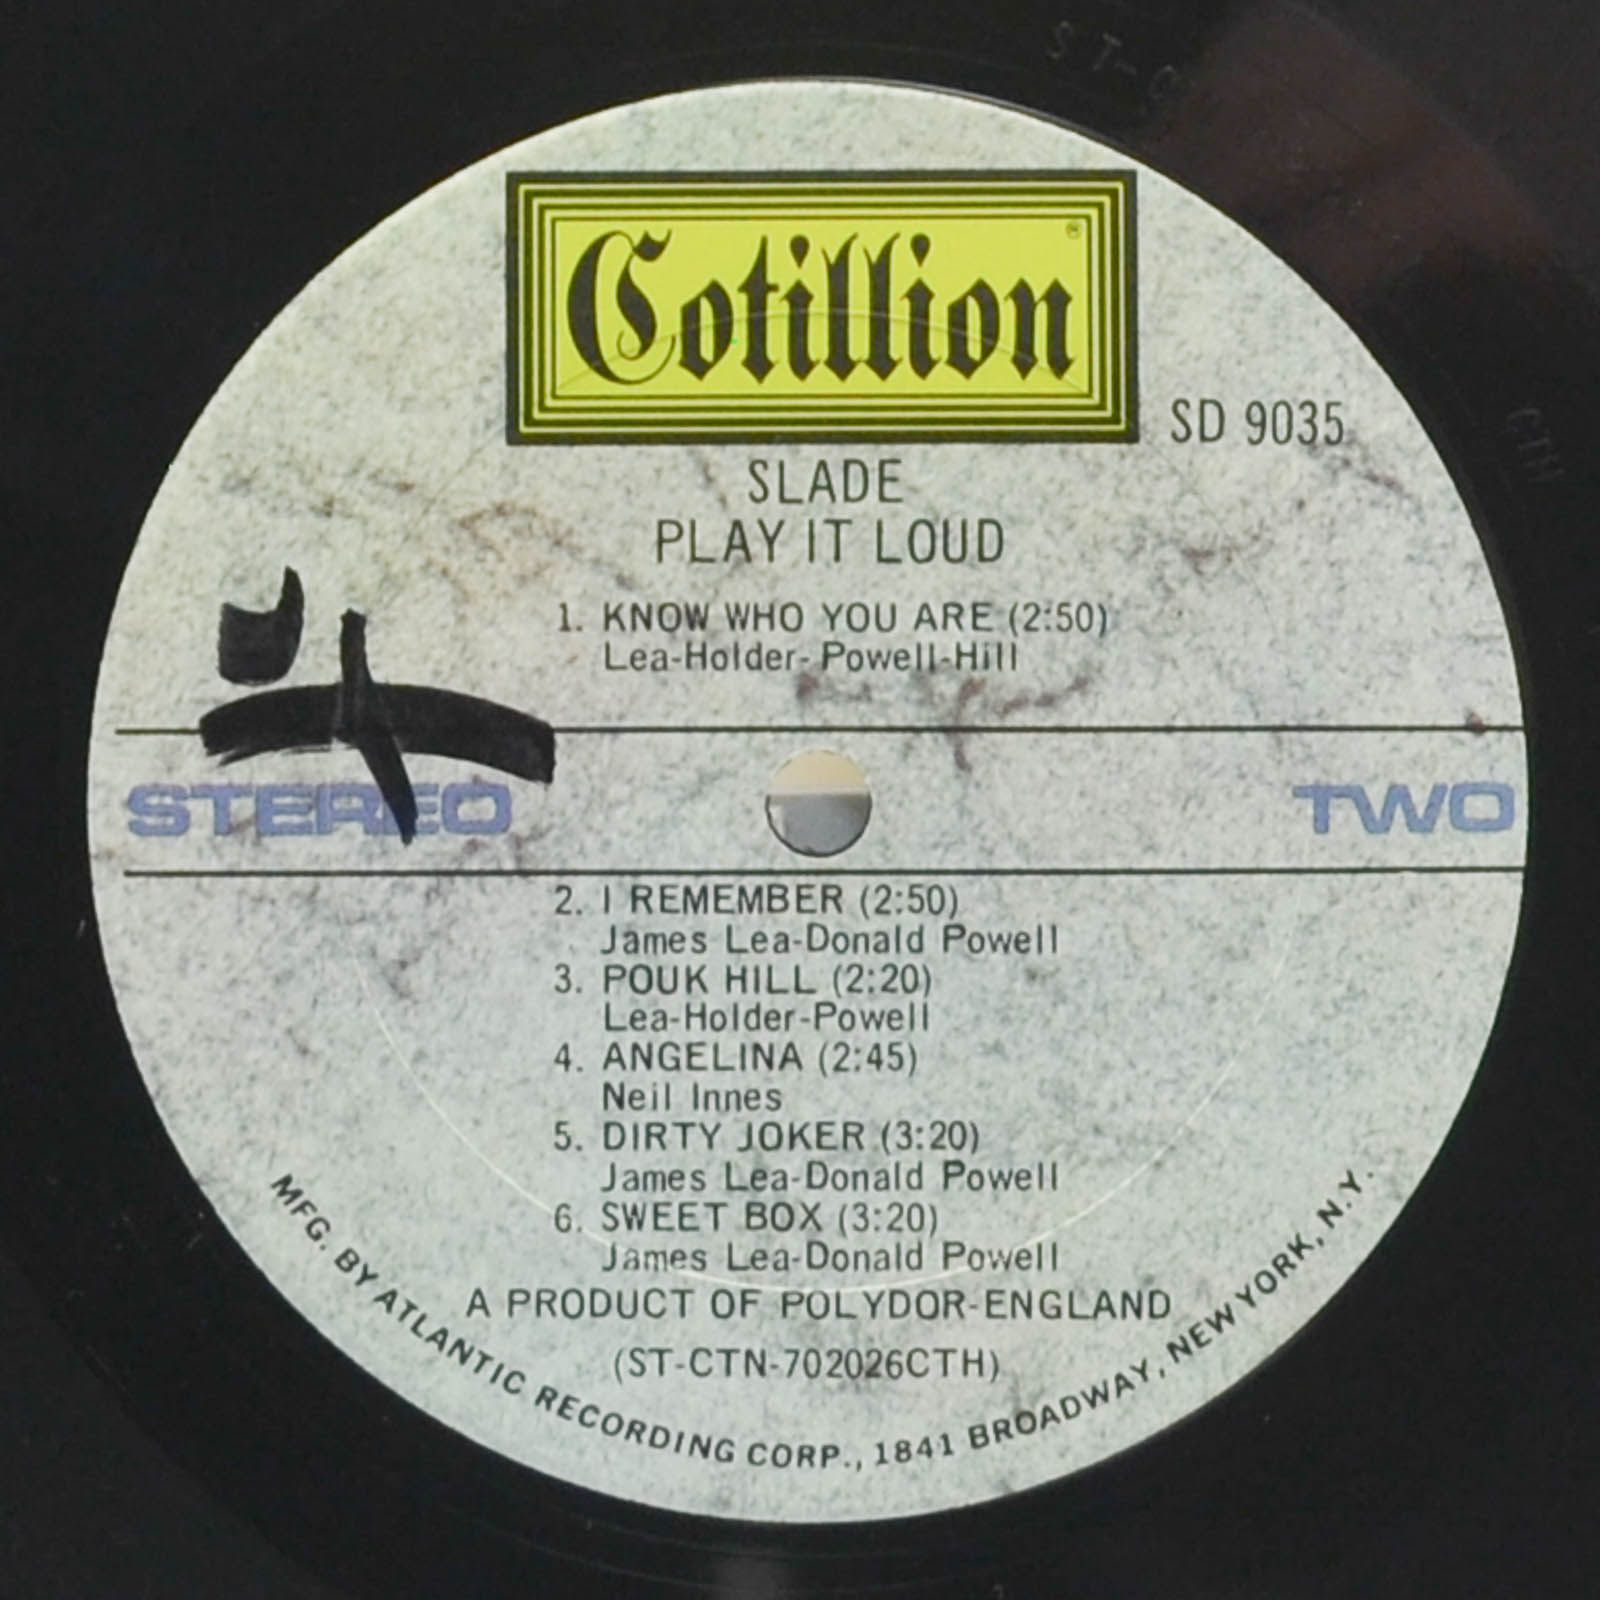 Cotillion ®
SD 9035
SLADE
PLAY IT LOUD
1. KNOW WHO YOU ARE (2:50)
Lea-Holder-Powell-Hill
STEREO
TWO
2. I REMEMBER (2:50)
James Lea-Donald Powell
3. POUK HILL (2:20)
Lea-Holder-Powell
4. ANGELINA (2:45)
Neil Innes
5. DIRTY JOKER (3:20)
James Lea-Donald Powell
6. SWEET BOX (3:20)
James Lea-Donald Powell
A PRODUCT OF POLYDOR-ENGLAND
(ST-CTN-702026CTH)
MFG. BY ATLANTIC RECORDING CORP., 1841 BROADWAY, NEW YORK, N.Y.